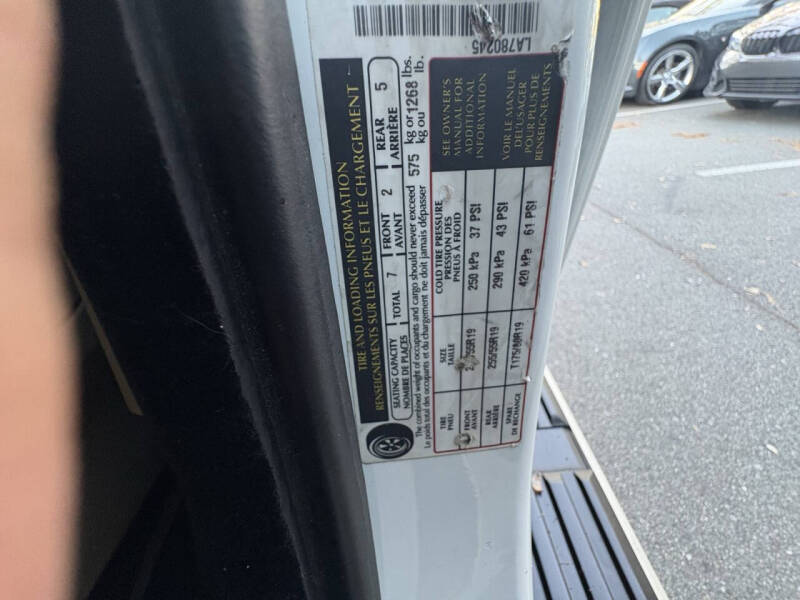 LA780245
TIRE AND LOADING INFORMATION
RENSEIGNEMENTS SUR LES PNEUS ET LE CHARGEMENT
SEATING CAPACITY
NOMBRE DE PLACES
TOTAL 7
FRONT
AVANT
2
REAR
ARRIÈRE
5
The combined weight of occupants and cargo should never exceed
Le poids total des occupants et du chargement ne doit jamais dépasser
575
kg or
kg ou
1268
lbs.
lb.
TIRE
PNEU
SIZE
TAILLE
COLD TIRE PRESSURE
PRESSION DES
PNEUS A FROID
SEE OWNER'S
MANUAL FOR
ADDITIONAL
INFORMATION
VOIR LE MANUEL
DE L'USAGER
POUR PLUS DE
RENSEIGNEMENTS
FRONT
AVANT
250 kPa 37 PSI
REAR
ARRIÈRE
255/55R19
290 kPa 43 PSI
SPARE
DE RECHANGE
T175/80R19
420 kPa 61 PSI